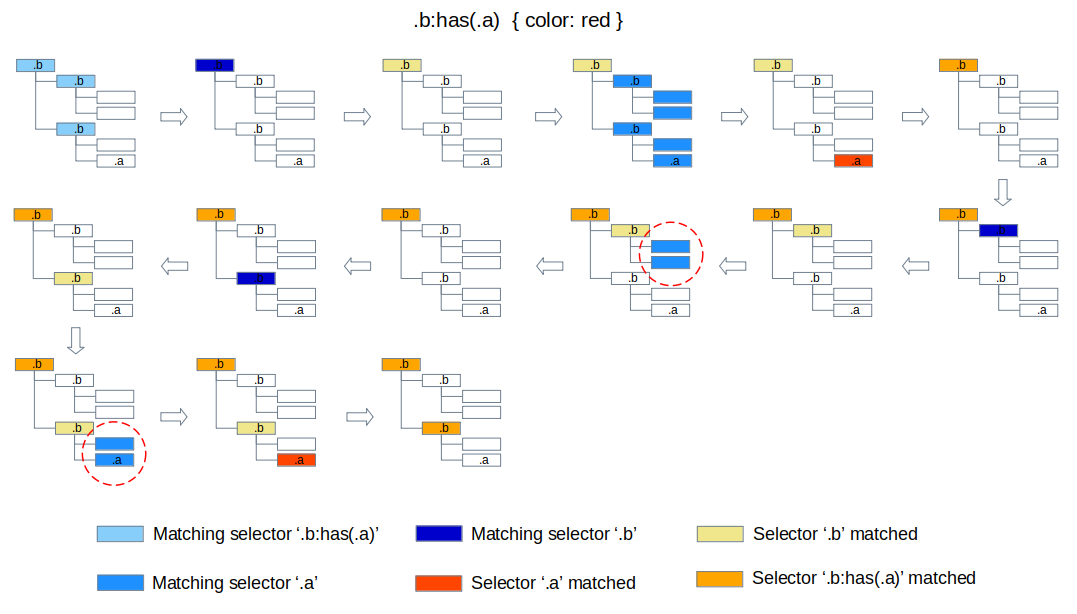 .b:has(.a) { color: red }
.b .b .b .b .b .b
.b .b .b .b .b .b
.b .b .b .b .b .b
.a .a .a .a .a .a
.b .b .b .b .b .b
.b .b .b .b .b .b
.b .b .b .b .b .b
.a .a .a .a .a .a
.b .b .b
.b .b .b
.b .b .b
.a .a .a
Matching selector ‘.b:has(.a)’
Matching selector ‘.b’
Selector ‘.b’ matched
Matching selector ‘.a’
Selector ‘.a’ matched
Selector ‘.b:has(.a)’ matched